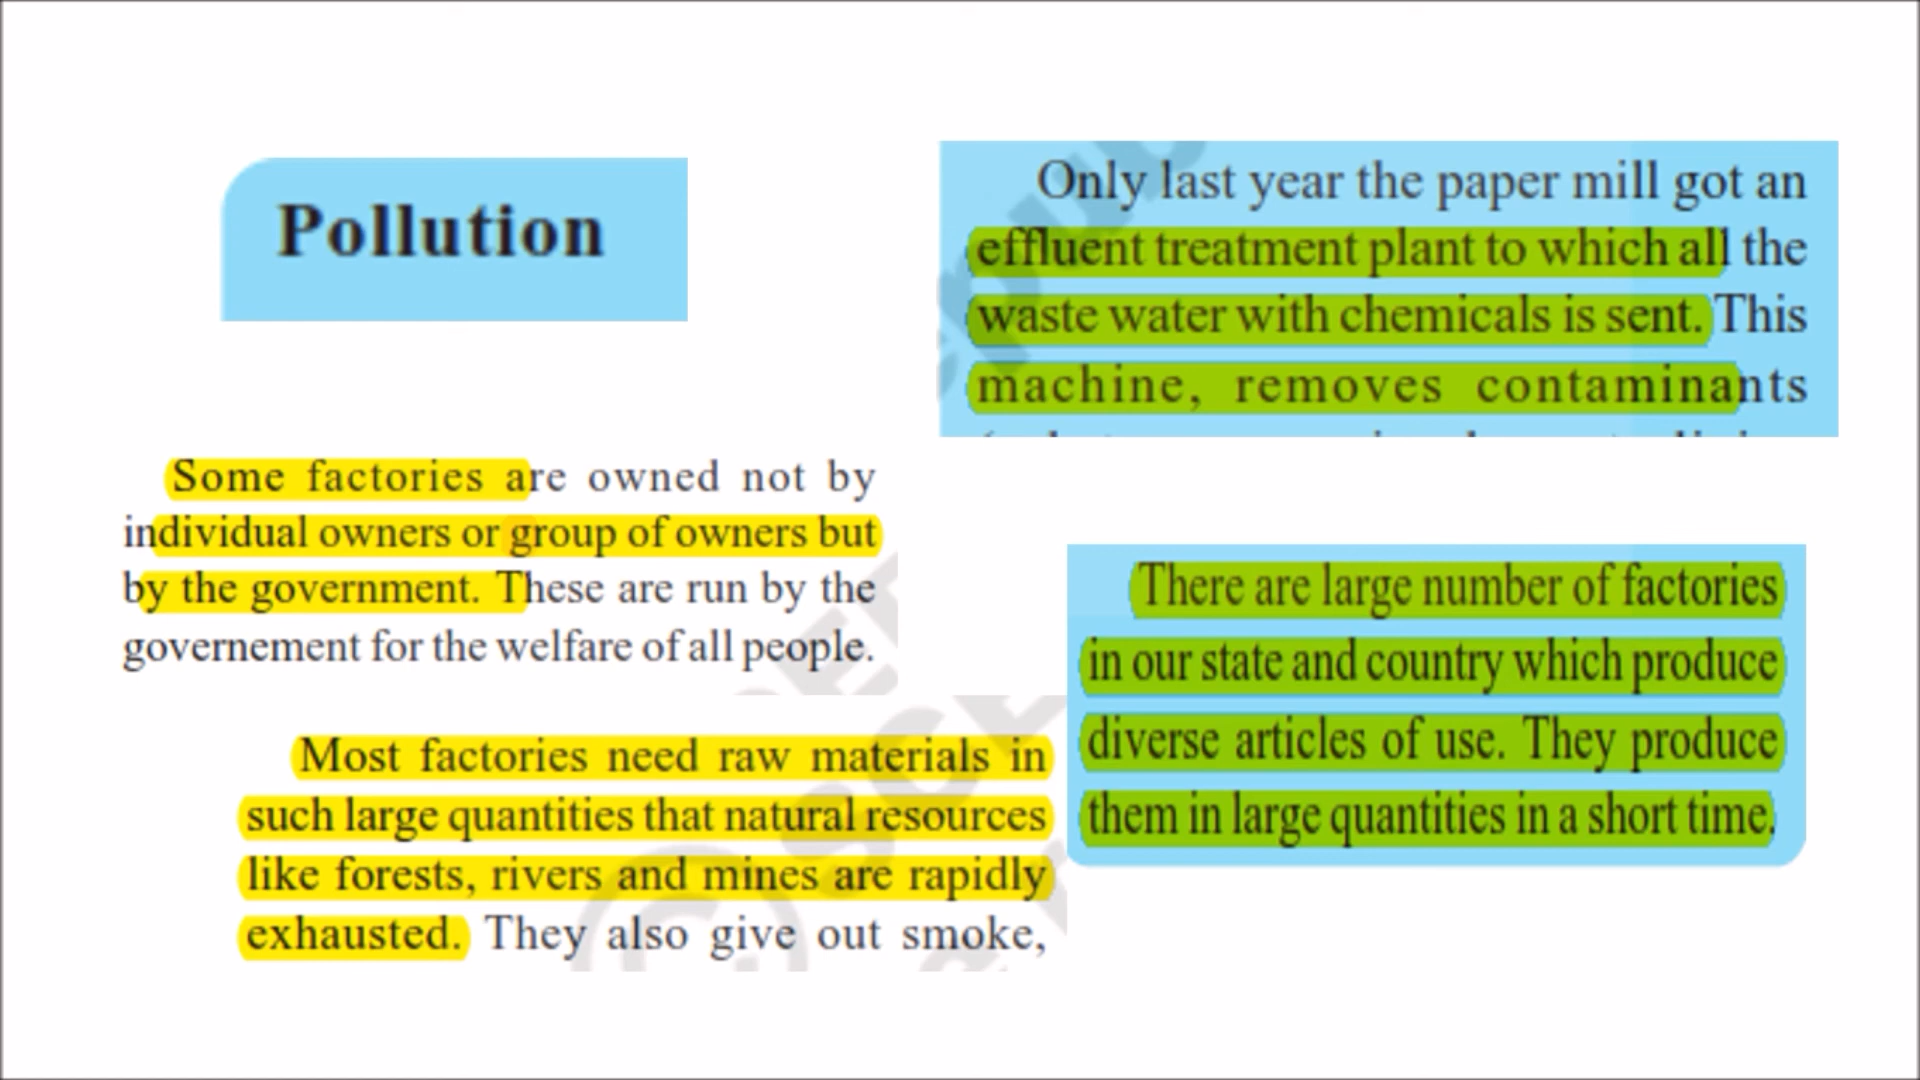 Pollution
Only last year the paper mill got an
effluent treatment plant to which all the
waste water with chemicals is sent. This
machine, removes contaminants
Some factories are owned not by
individual owners or group of owners but
by the government. These are run by the
governement for the welfare of all people.
There are large number of factories
in our state and country which produce
diverse articles of use. They produce
them in large quantities in a short time.
Most factories need raw materials in
such large quantities that natural resources
like forests, rivers and mines are rapidly
exhausted. They also give out smoke,